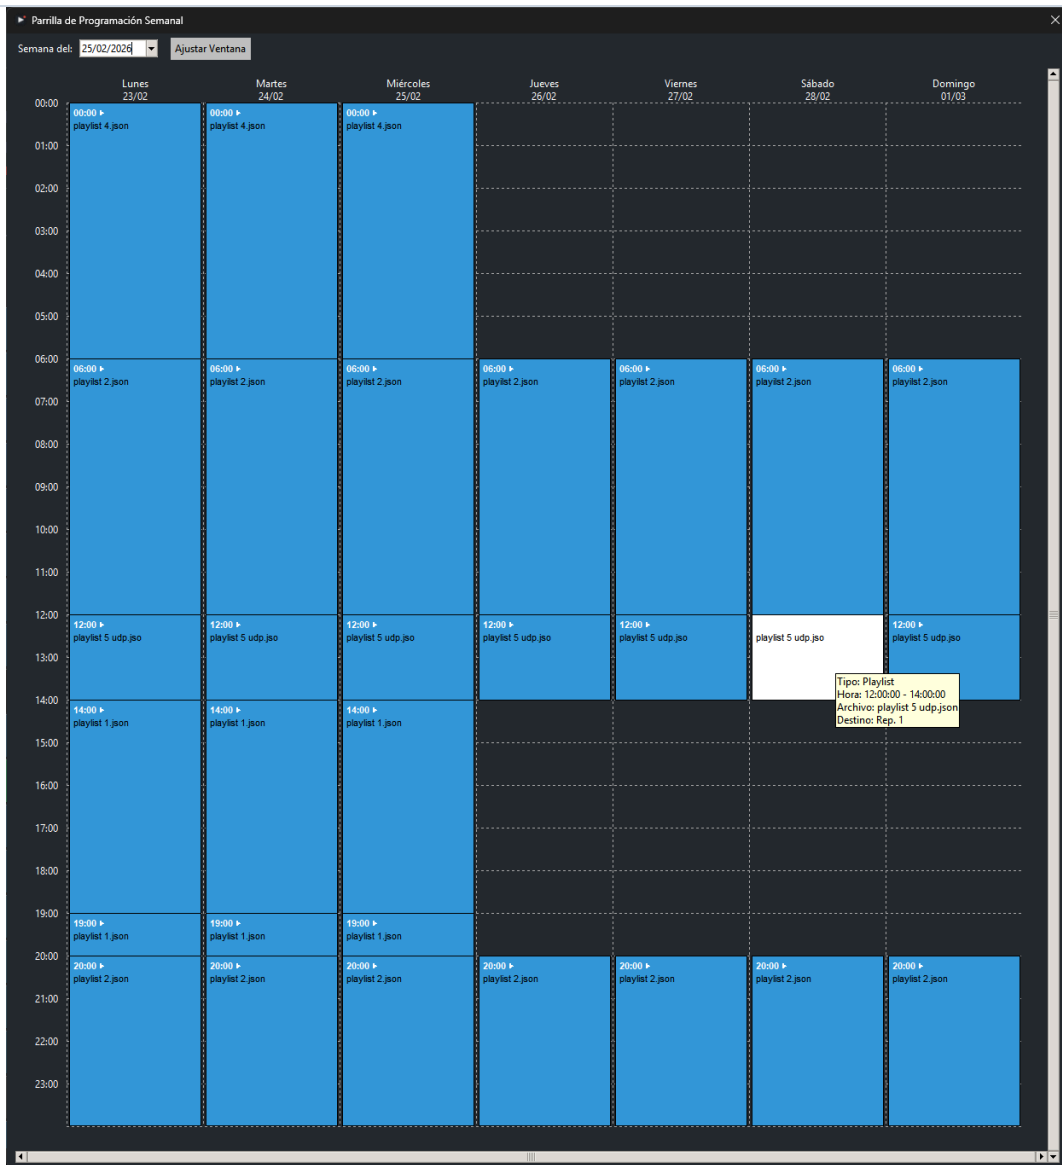 Parrilla de Programación Semanal
Semana del: 25/02/2026 Ajustar Ventana
Lunes Martes Miércoles Jueves Viernes Sábado Domingo
23/02 24/02 25/02 26/02 27/02 28/02 01/03
00:00
00:00 00:00 00:00
playlist 4.json playlist 4.json playlist 4.json
01:00
02:00
03:00
04:00
05:00
06:00
06:00 06:00 06:00 06:00 06:00 06:00 06:00
playlist 2.json playlist 2.json playlist 2.json playlist 2.json playlist 2.json playlist 2.json playlist 2.json
07:00
08:00
09:00
10:00
11:00
12:00
12:00 12:00 12:00 12:00 12:00 12:00
playlist 5 udp.jso playlist 5 udp.jso playlist 5 udp.jso playlist 5 udp.jso playlist 5 udp.jso playlist 5 udp.jso playlist 5 udp.jso
13:00
Tipo: Playlist
Hora: 12:00:00 - 14:00:00
Archivo: playlist 5 udp.json
Destino: Rep. 1
14:00
14:00 14:00 14:00
playlist 1.json playlist 1.json playlist 1.json
15:00
16:00
17:00
18:00
19:00
19:00 19:00 19:00
playlist 1.json playlist 1.json playlist 1.json
20:00
20:00 20:00 20:00 20:00 20:00 20:00 20:00
playlist 2.json playlist 2.json playlist 2.json playlist 2.json playlist 2.json playlist 2.json playlist 2.json
21:00
22:00
23:00